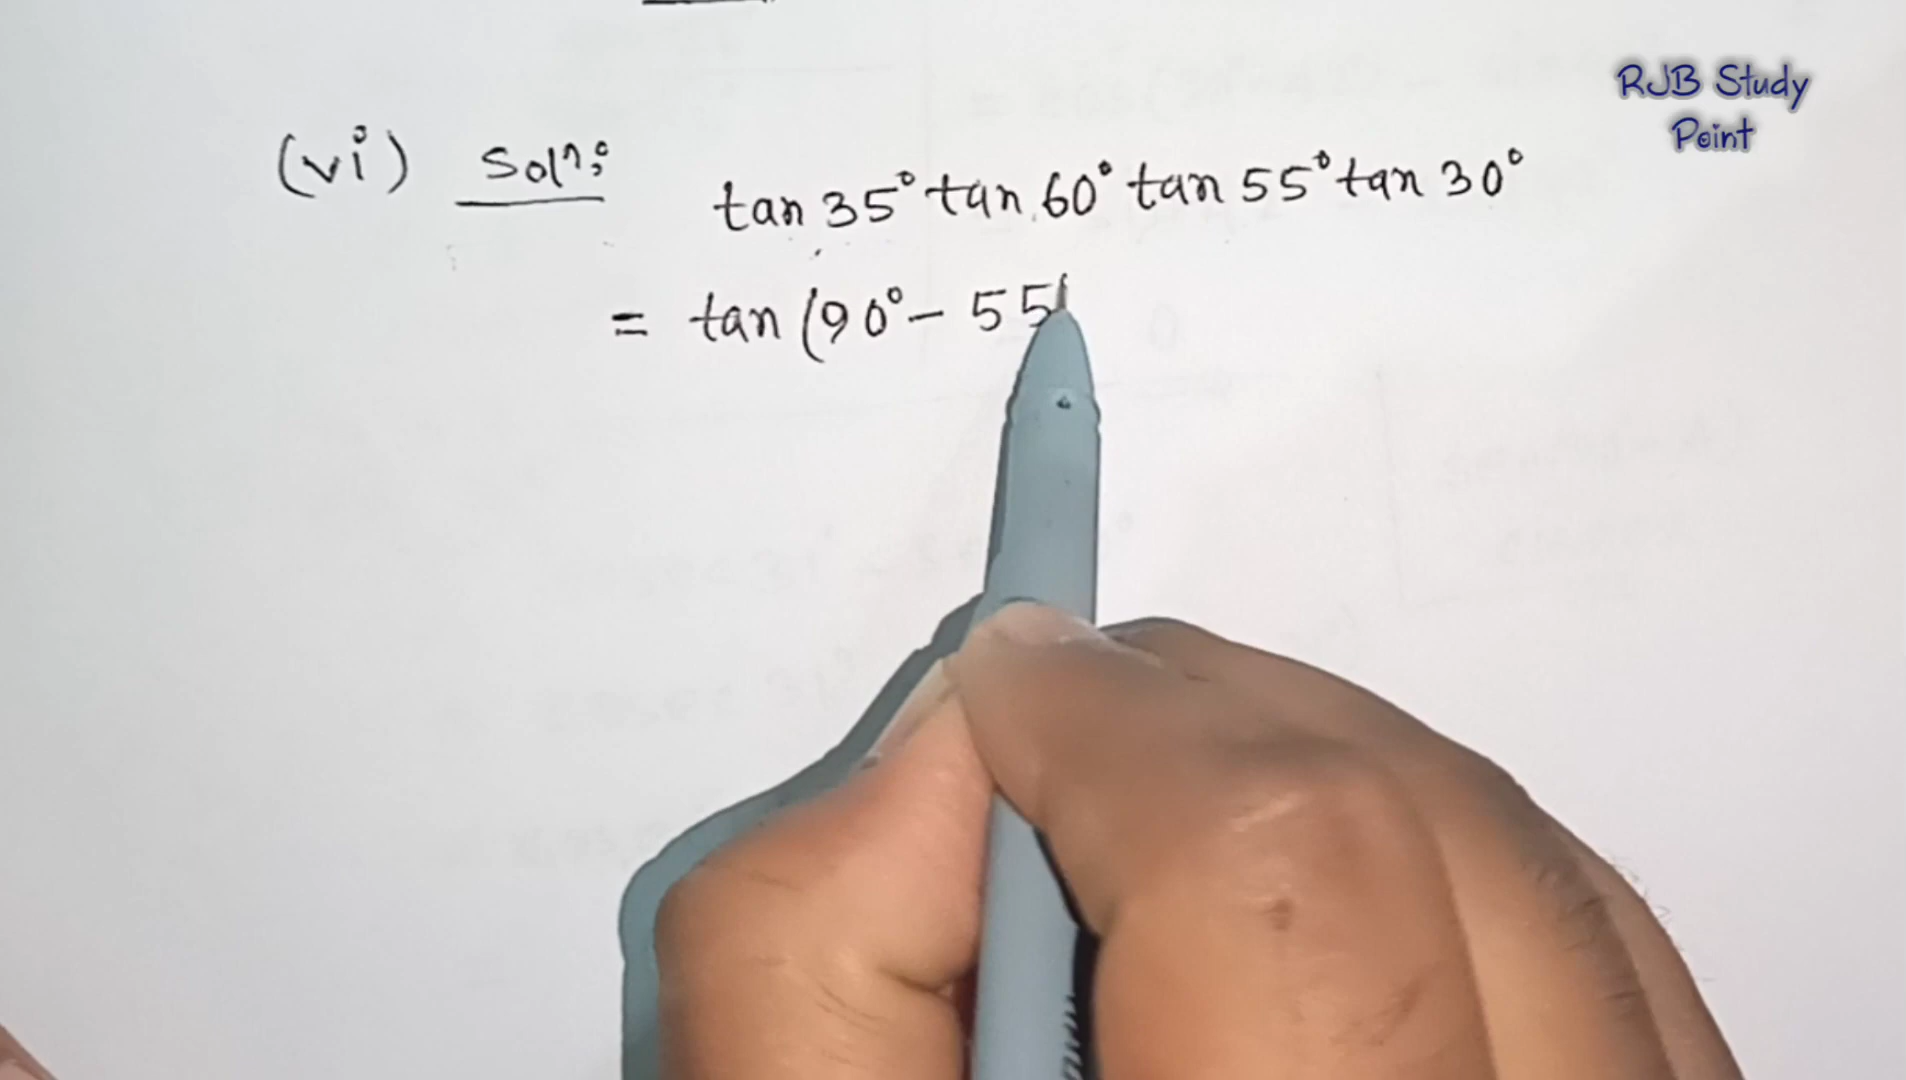 RJB Study
Point
(vi) Soln: tan 35° tan 60° tan 55° tan 30°
= tan (90° - 55